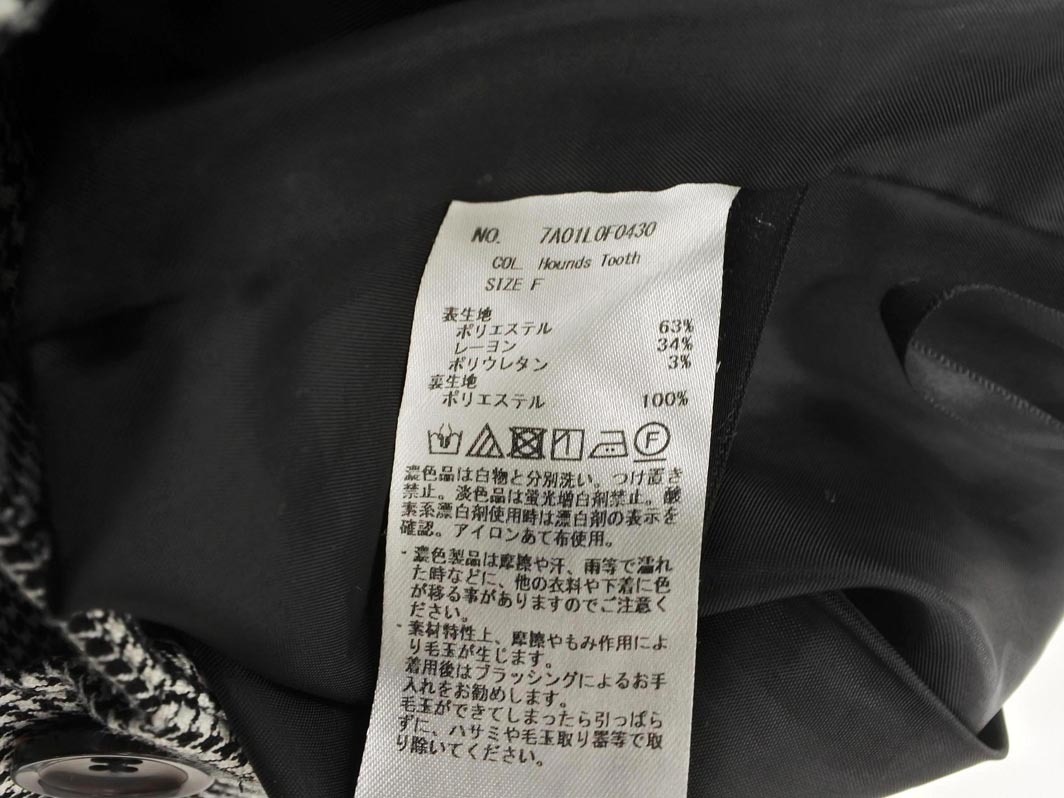 NO. 7A01L0F0430
COL. Hounds Tooth
SIZE F
表生地
ポリエステル 63%
レーヨン 34%
ポリウレタン 3%
裏生地
ポリエステル 100%
F
濃色品は白物と分別洗い。つけ置き
禁止。淡色品は蛍光増白剤禁止。酸
素系漂白剤使用時は漂白剤の表示を
確認。アイロンあて布使用。
・濃色製品は摩擦や汗、雨等で濡れ
た時などに、他の衣料や下着に色
が移る事がありますのでご注意く
ださい。
・素材特性上、摩擦やもみ作用によ
り毛玉が生じます。
着用後はブラッシングによるお手
入れをお勧めします。
毛玉ができてしまったら引っぱら
ずに、ハサミや毛玉取り器等で取
り除いてください。